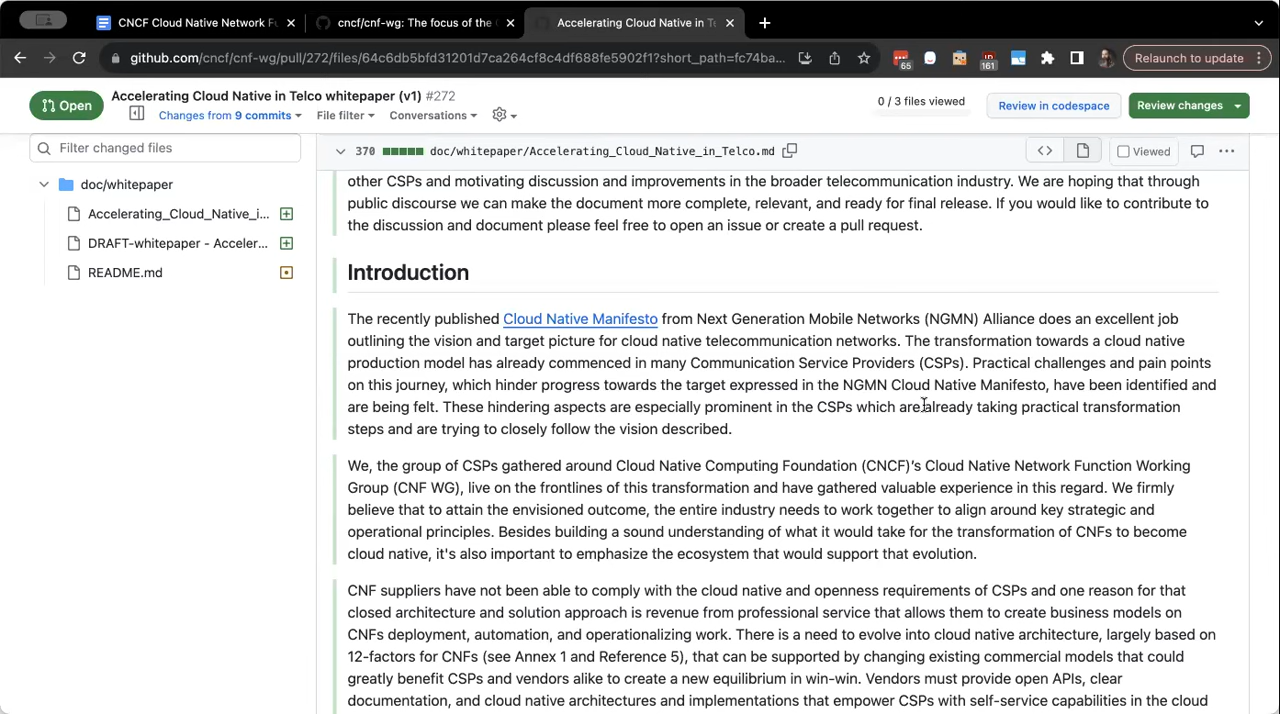 CNCF Cloud Native Network F
cncf/cnf-wg: The focus of the
Accelerating Cloud Native in Te
github.com/cncf/cnf-wg/pull/272/files/64c6db5bfd31201d7ca264cf8c4df688fe5902f1?short_path=fc74ba...
65
161
Relaunch to update
Open
Accelerating Cloud Native in Telco whitepaper (v1) #272
Changes from 9 commits
File filter
Conversations
0 / 3 files viewed
Review in codespace
Review changes
Filter changed files
doc/whitepaper
Accelerating_Cloud_Native_i...
DRAFT-whitepaper - Acceler...
README.md
370 doc/whitepaper/Accelerating_Cloud_Native_in_Telco.md
Viewed
other CSPs and motivating discussion and improvements in the broader telecommunication industry. We are hoping that through
public discourse we can make the document more complete, relevant, and ready for final release. If you would like to contribute to
the discussion and document please feel free to open an issue or create a pull request.
Introduction
The recently published Cloud Native Manifesto from Next Generation Mobile Networks (NGMN) Alliance does an excellent job
outlining the vision and target picture for cloud native telecommunication networks. The transformation towards a cloud native
production model has already commenced in many Communication Service Providers (CSPs). Practical challenges and pain points
on this journey, which hinder progress towards the target expressed in the NGMN Cloud Native Manifesto, have been identified and
are being felt. These hindering aspects are especially prominent in the CSPs which are already taking practical transformation
steps and are trying to closely follow the vision described.
We, the group of CSPs gathered around Cloud Native Computing Foundation (CNCF)'s Cloud Native Network Function Working
Group (CNF WG), live on the frontlines of this transformation and have gathered valuable experience in this regard. We firmly
believe that to attain the envisioned outcome, the entire industry needs to work together to align around key strategic and
operational principles. Besides building a sound understanding of what it would take for the transformation of CNFs to become
cloud native, it's also important to emphasize the ecosystem that would support that evolution.
CNF suppliers have not been able to comply with the cloud native and openness requirements of CSPs and one reason for that
closed architecture and solution approach is revenue from professional service that allows them to create business models on
CNFs deployment, automation, and operationalizing work. There is a need to evolve into cloud native architecture, largely based on
12-factors for CNFs (see Annex 1 and Reference 5), that can be supported by changing existing commercial models that could
greatly benefit CSPs and vendors alike to create a new equilibrium in win-win. Vendors must provide open APIs, clear
documentation, and cloud native architectures and implementations that empower CSPs with self-service capabilities in the cloud